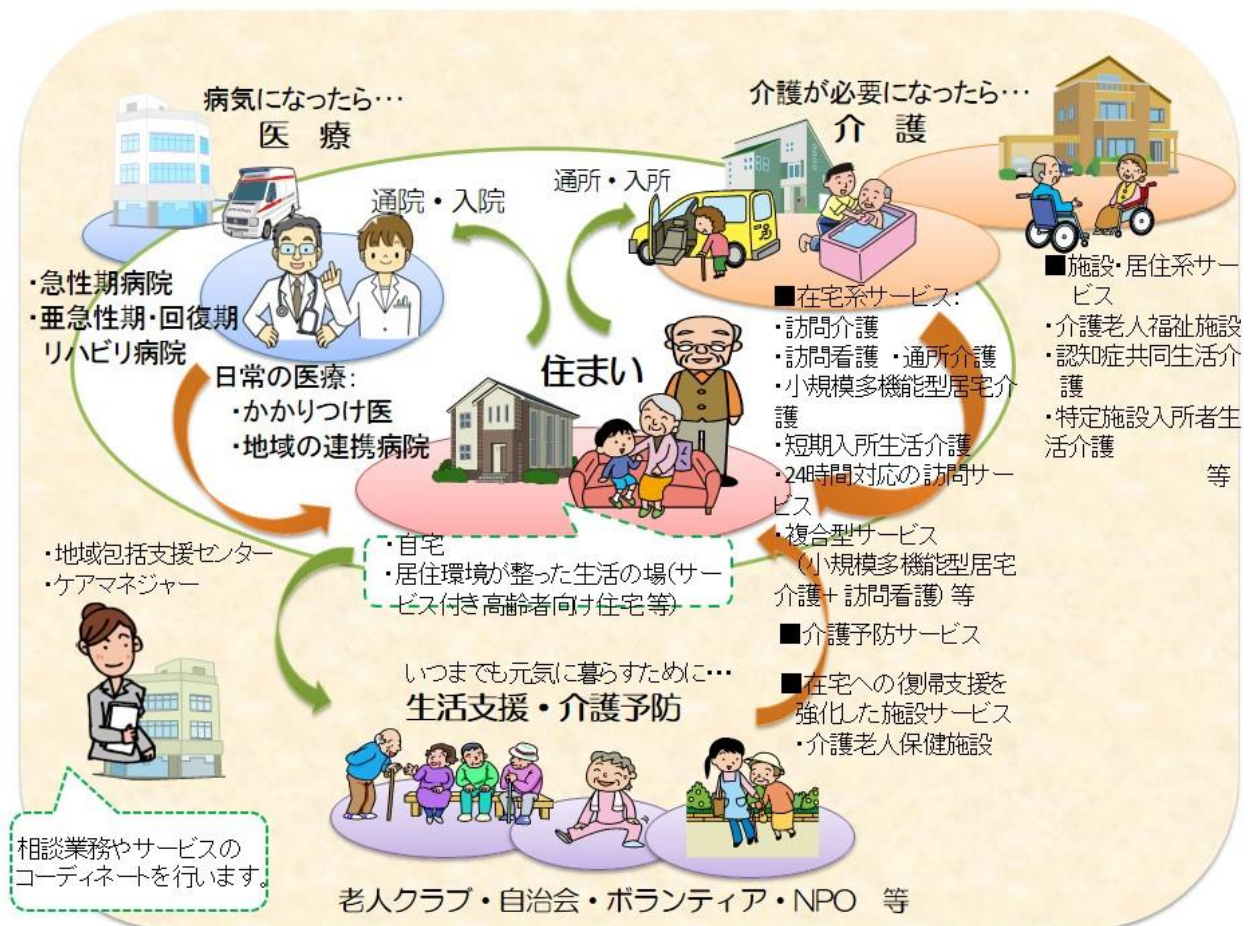 病気になったら…
医 療
介護が必要になったら…
介 護
通院・入院
通所・入所
・急性期病院
・亜急性期・回復期
リハビリ病院
日常の医療:
・かかりつけ医
・地域の連携病院
住まい
■在宅系サービス:
・訪問介護
・訪問看護 ・通所介護
・小規模多機能型居宅介
護
・短期入所生活介護
・24時間対応の訪問サー
ビス
・複合型サービス
(小規模多機能型居宅
介護+訪問看護) 等
■介護予防サービス
■在宅への復帰支援を
強化した施設サービス
・介護老人保健施設
■施設・居住系サー
ビス
・介護老人福祉施設
・認知症共同生活介
護
・特定施設入所者生
活介護
等
・自宅
・居住環境が整った生活の場(サー
ビス付き高齢者向け住宅等)
・地域包括支援センター
・ケアマネジャー
相談業務やサービスの
コーディネートを行います。
いつまでも元気に暮らすために…
生活支援・介護予防
老人クラブ・自治会・ボランティア・NPO 等